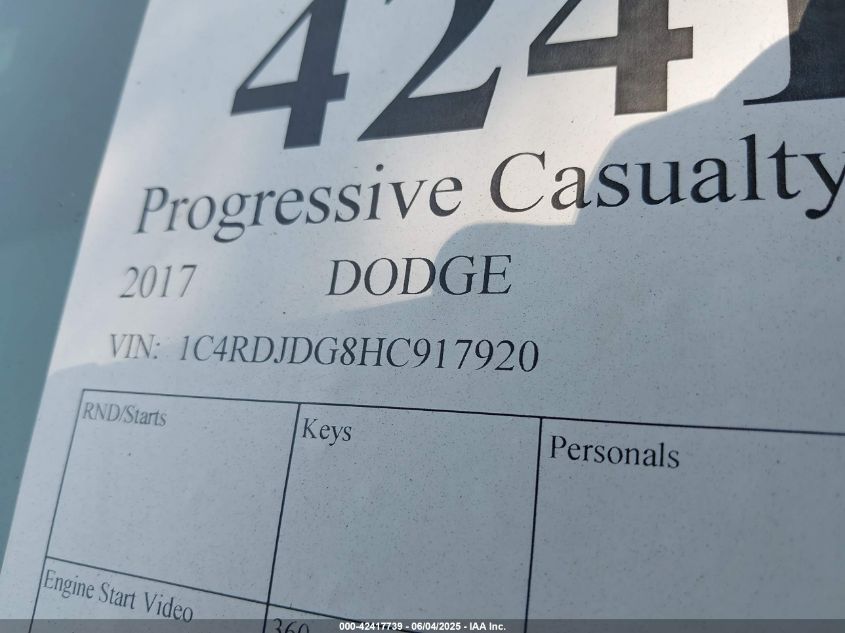 4241
Progressive Casualty
2017 DODGE
VIN: 1C4RDJDG8HC917920
RND/Starts Keys Personals
Engine Start Video 360
000-42417739 - 06/04/2025 - IAA Inc.